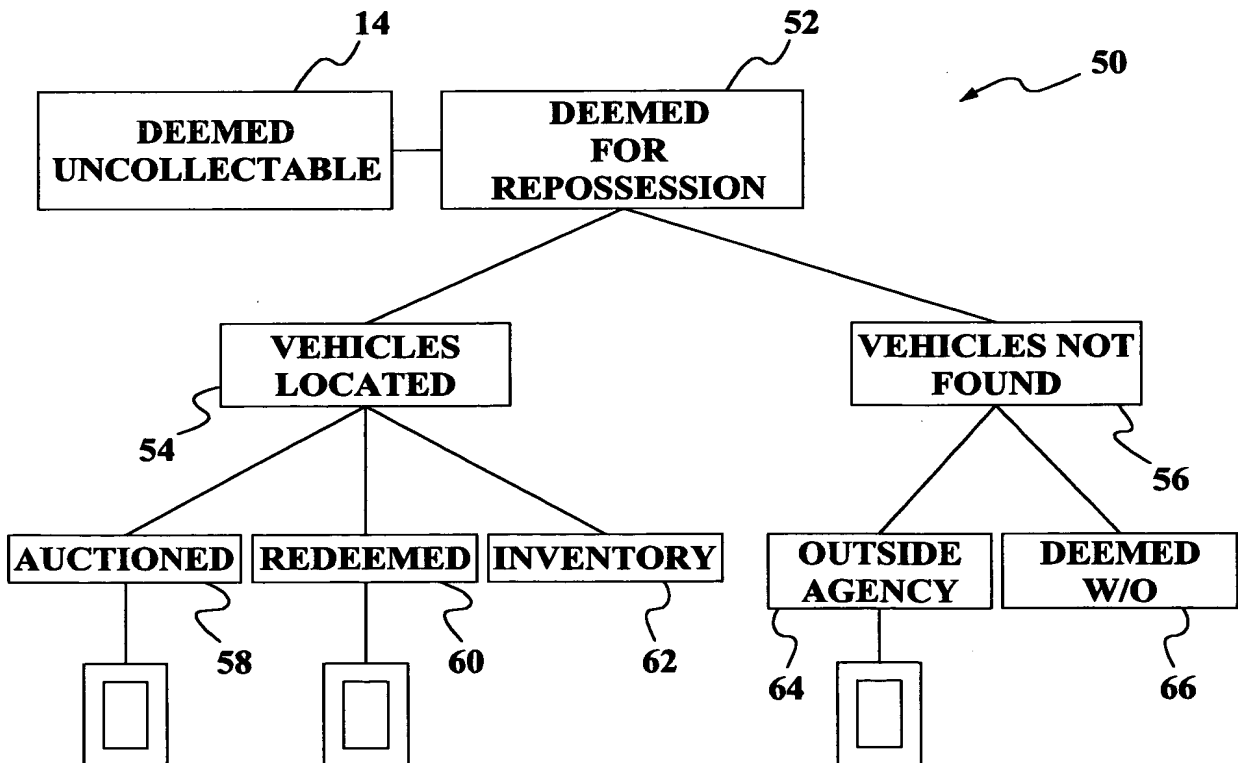 14
52
50
DEEMED
UNCOLLECTABLE
DEEMED
FOR
REPOSSESSION
VEHICLES
LOCATED
54
VEHICLES NOT
FOUND
56
AUCTIONED
REDEEMED
INVENTORY
OUTSIDE
AGENCY
DEEMED
W/O
58
60
62
64
66